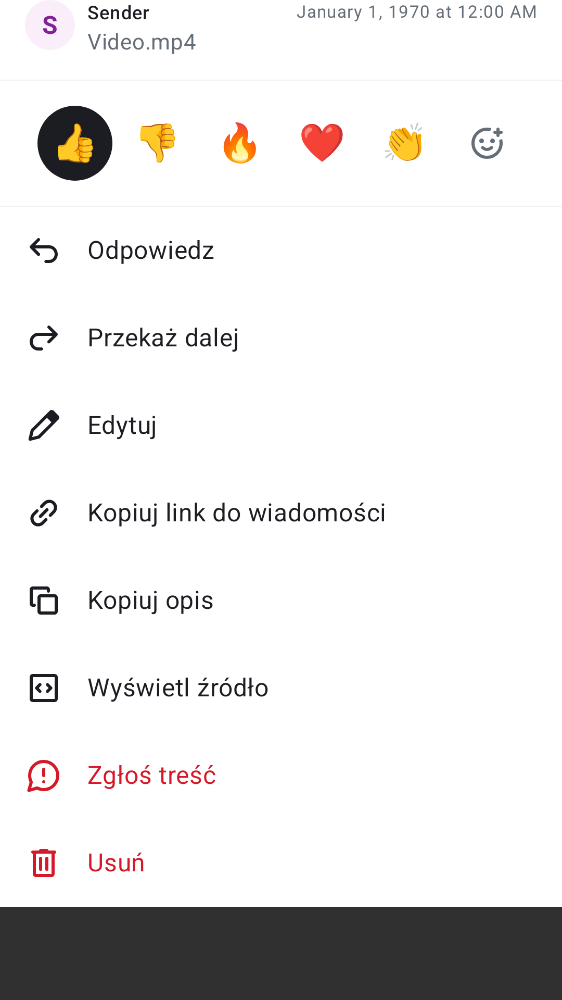 S
Sender
January 1, 1970 at 12:00 AM
Video.mp4
Odpowiedz
Przekaż dalej
Edytuj
Kopiuj link do wiadomości
Kopiuj opis
Wyświetl źródło
Zgłoś treść
Usuń